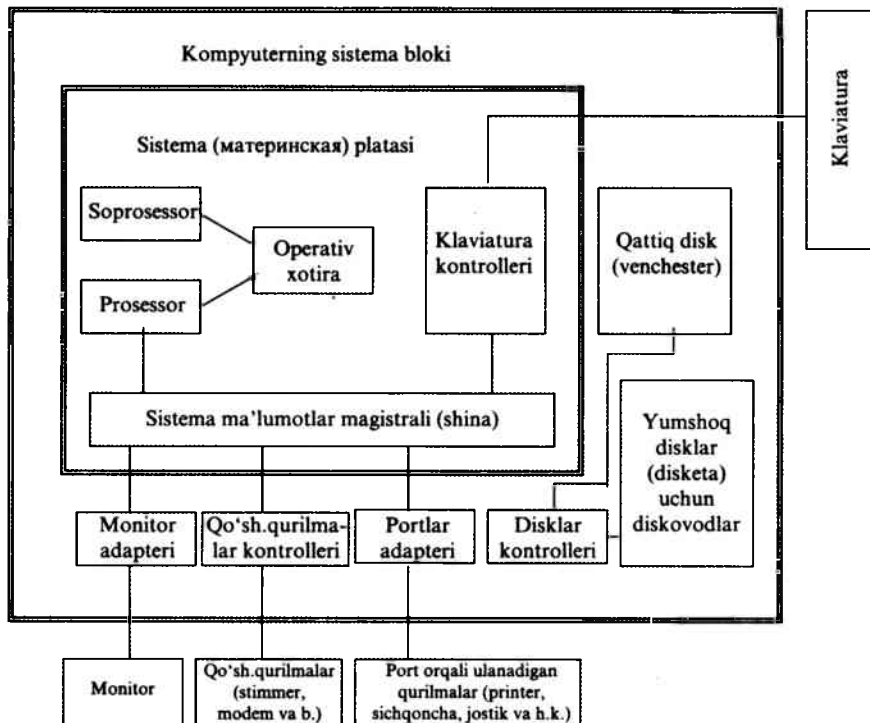 Kompyuterning sistema bloki
Klaviatura
Sistema (материнская) platasi
Soprosessor
Operativ
xotira
Prosessor
Klaviatura
kontrolleri
Qattiq disk
(venchester)
Sistema ma'lumotlar magistrali (shina)
Yumshoq
disklar
(disketa)
uchun
diskovodlar
Monitor
adapteri
Qo'sh.qurilma-
lar kontrolleri
Portlar
adapteri
Disklar
kontrolleri
Monitor
Qo'sh.qurilmalar
(stimmer,
modem va b.)
Port orqali ulanadigan
qurilmalar (printer,
sichqoncha, jostik va h.k.)